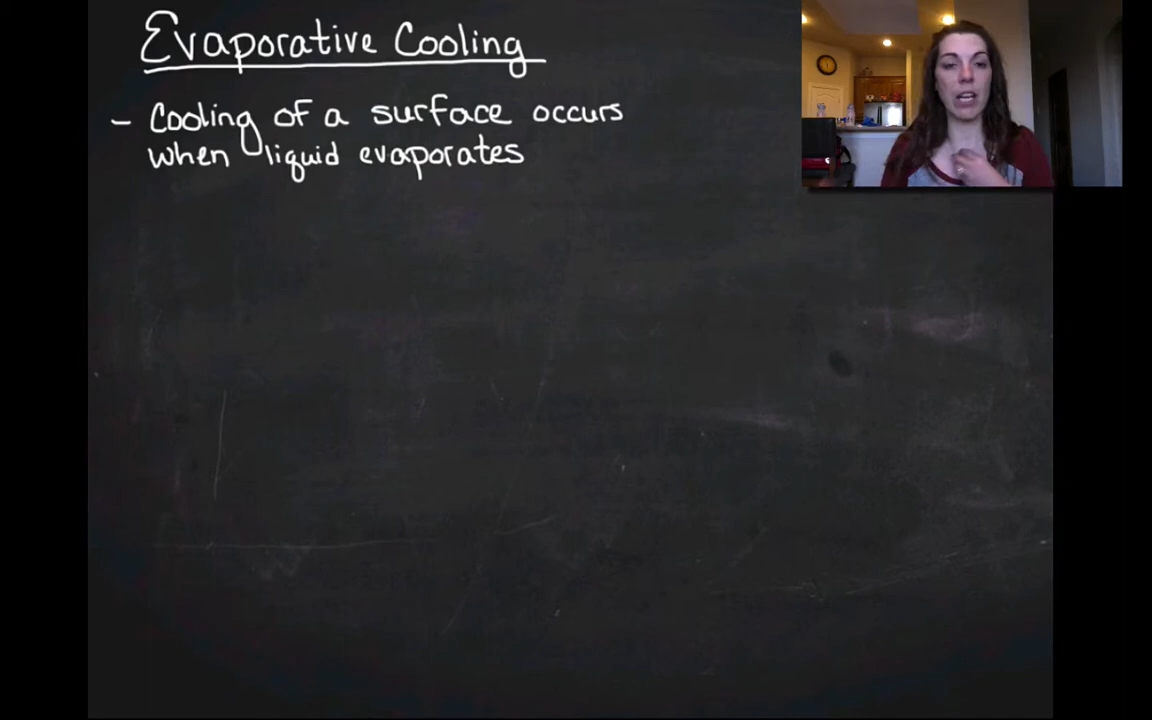 Evaporative Cooling
- Cooling of a surface occurs
when liquid evaporates